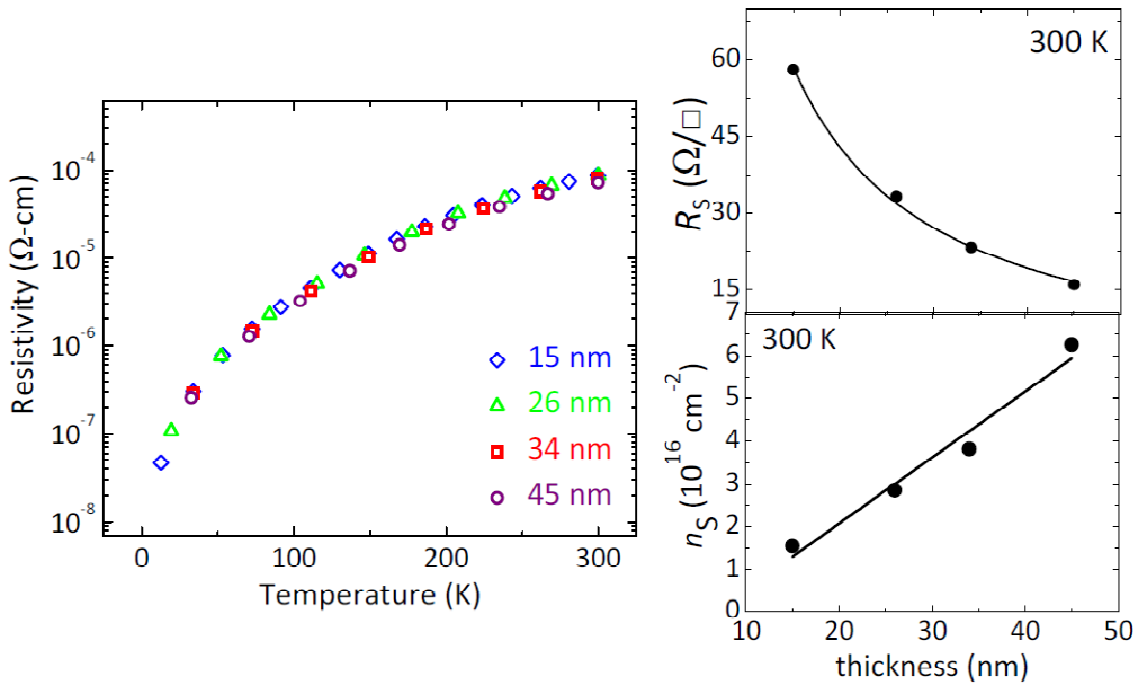 Resistivity (Ω-cm)
10⁻⁴
10⁻⁵
10⁻⁶
10⁻⁷
10⁻⁸
0
100
200
300
Temperature (K)
15 nm
26 nm
34 nm
45 nm
300 K
R_S (Ω/□)
60
45
30
15
300 K
n_S (10¹⁶ cm⁻²)
7
6
5
4
3
2
1
0
10
20
30
40
50
thickness (nm)